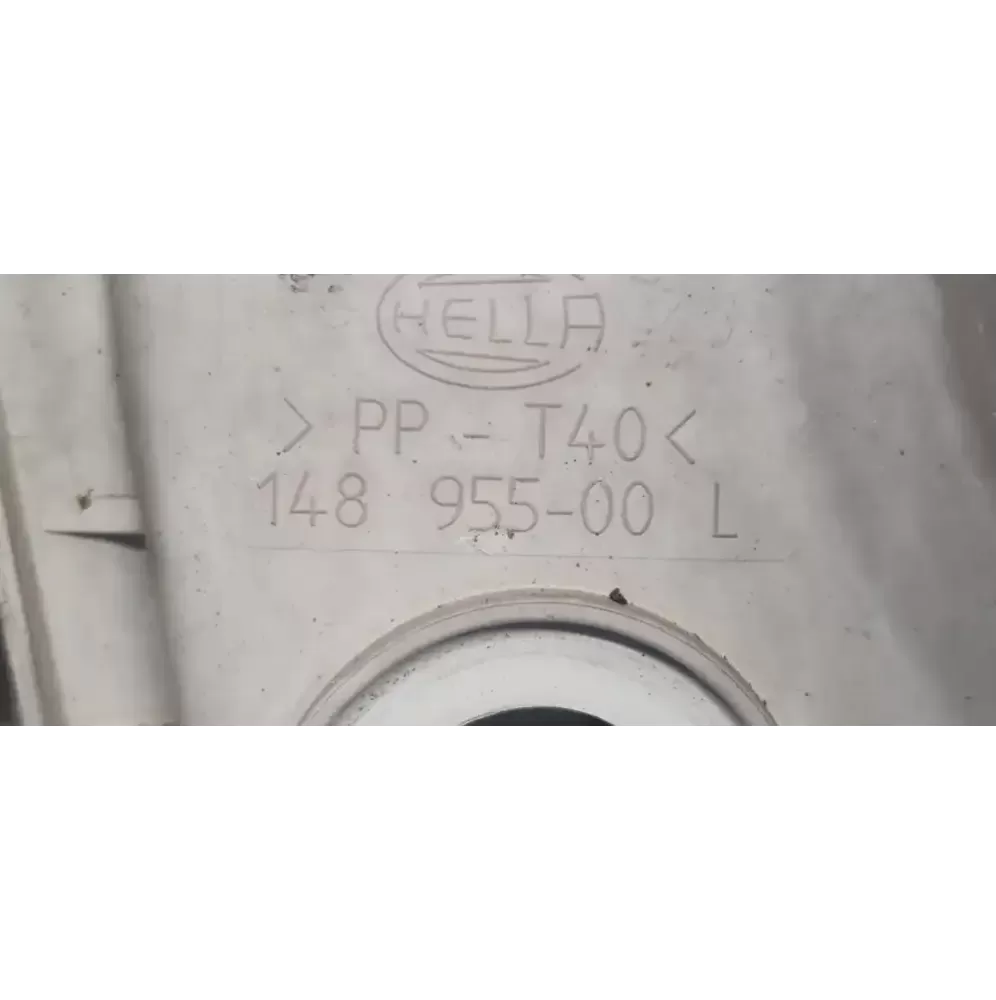 HELLA
> PP - T40 <
148 955-00 L